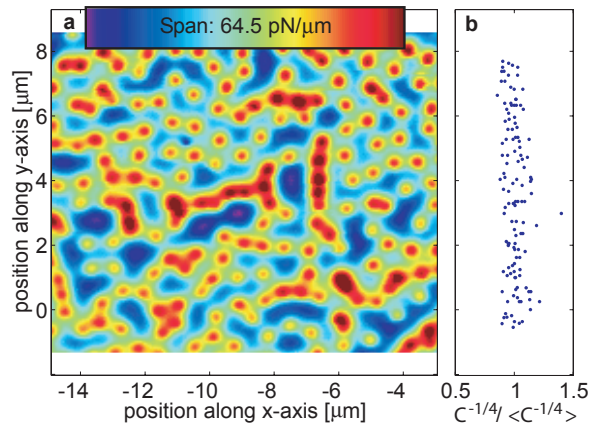 a
Span: 64.5 pN/μm
b
position along y-axis [μm]
8
6
4
2
0
-14 -12 -10 -8 -6 -4
position along x-axis [μm]
0.5 1 1.5
C^-1/4 / <C^-1/4>